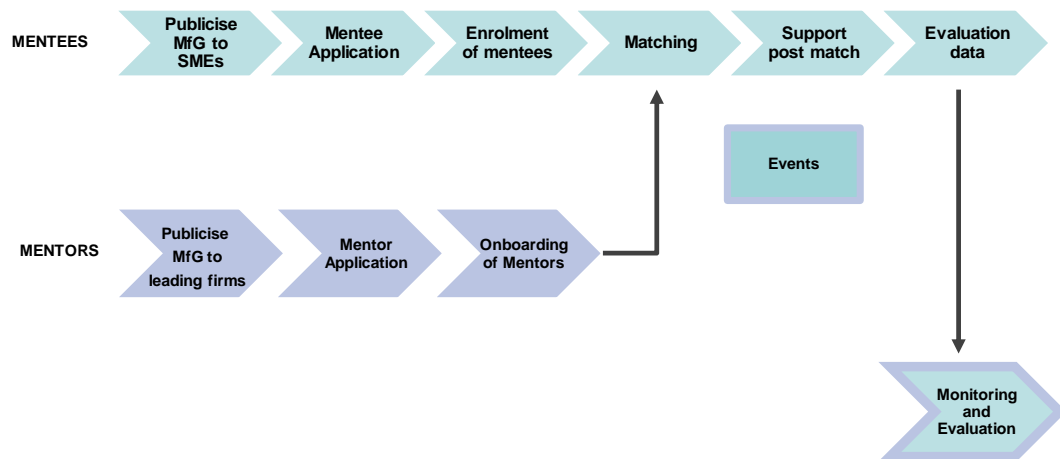 MENTEES
Publicise
MfG to
SMEs
Mentee
Application
Enrolment
of mentees
Matching
Support
post match
Evaluation
data
Events
MENTORS
Publicise
MfG to
leading firms
Mentor
Application
Onboarding
of Mentors
Monitoring
and
Evaluation